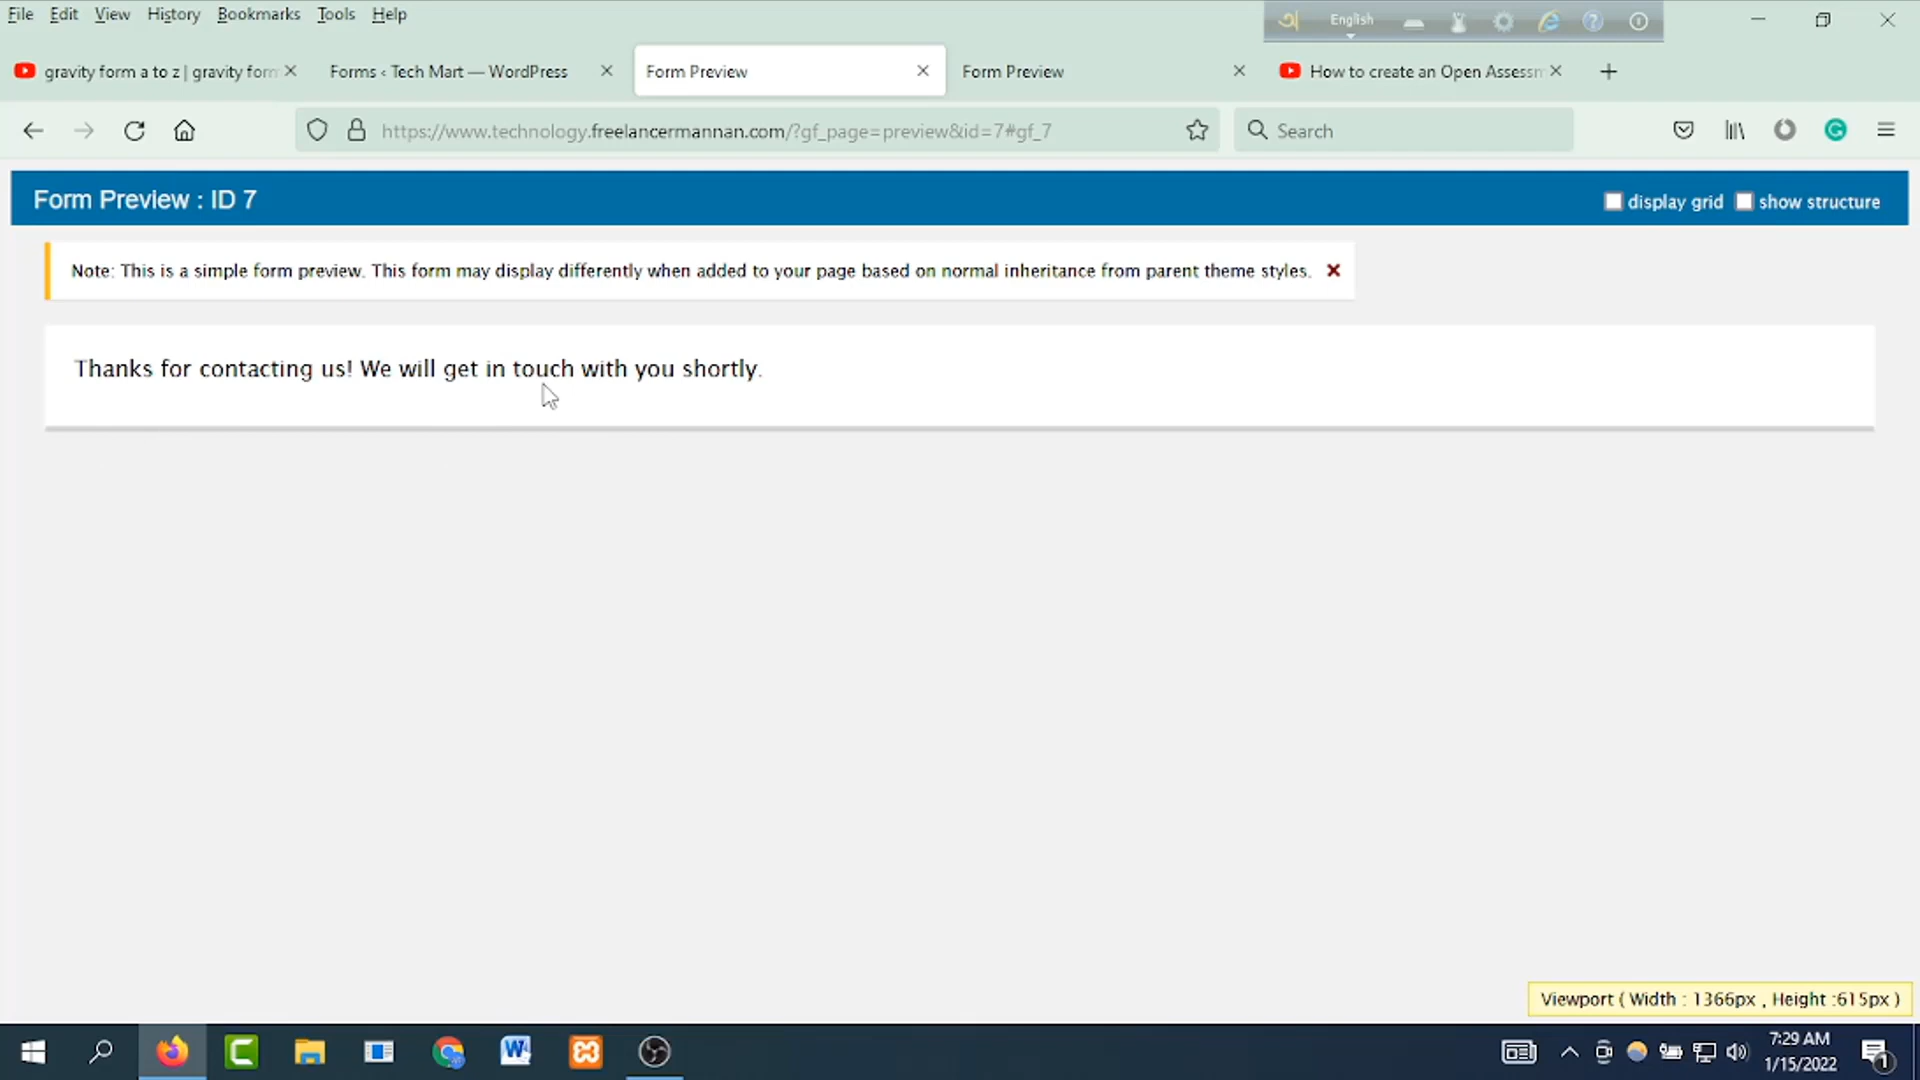 File Edit View History Bookmarks Tools Help
English
gravity form a to z | gravity form
Forms ‹ Tech Mart — WordPress
Form Preview
Form Preview
How to create an Open Assessm
https://www.technology.freelancermannan.com/?gf_page=preview&id=7#gf_7
Search
Form Preview : ID 7
display grid
show structure
Note: This is a simple form preview. This form may display differently when added to your page based on normal inheritance from parent theme styles.
Thanks for contacting us! We will get in touch with you shortly.
Viewport ( Width : 1366px , Height :615px )
7:29 AM
1/15/2022
1